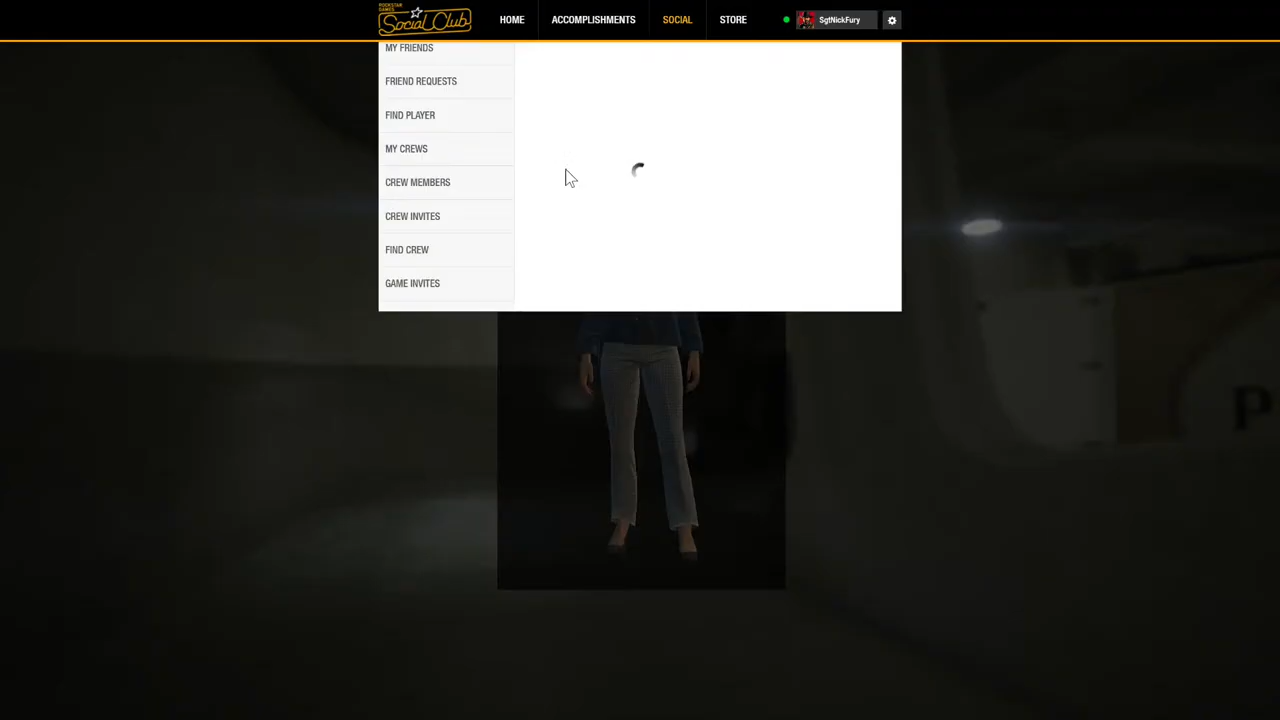 ROCKSTAR
GAMES
Social Club
HOME
ACCOMPLISHMENTS
SOCIAL
STORE
SgtNickFury
MY FRIENDS
FRIEND REQUESTS
FIND PLAYER
MY CREWS
CREW MEMBERS
CREW INVITES
FIND CREW
GAME INVITES
P